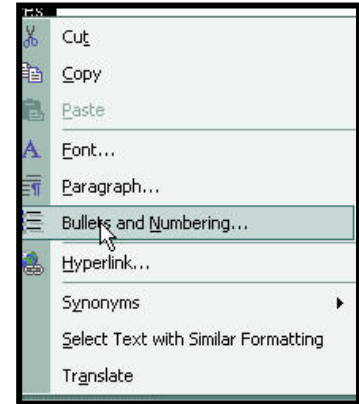 Cut
Copy
Paste
Font...
Paragraph...
Bullets and Numbering...
Hyperlink...
Synonyms
Select Text with Similar Formatting
Translate